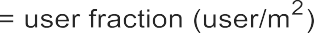 = user fraction (user/m²)